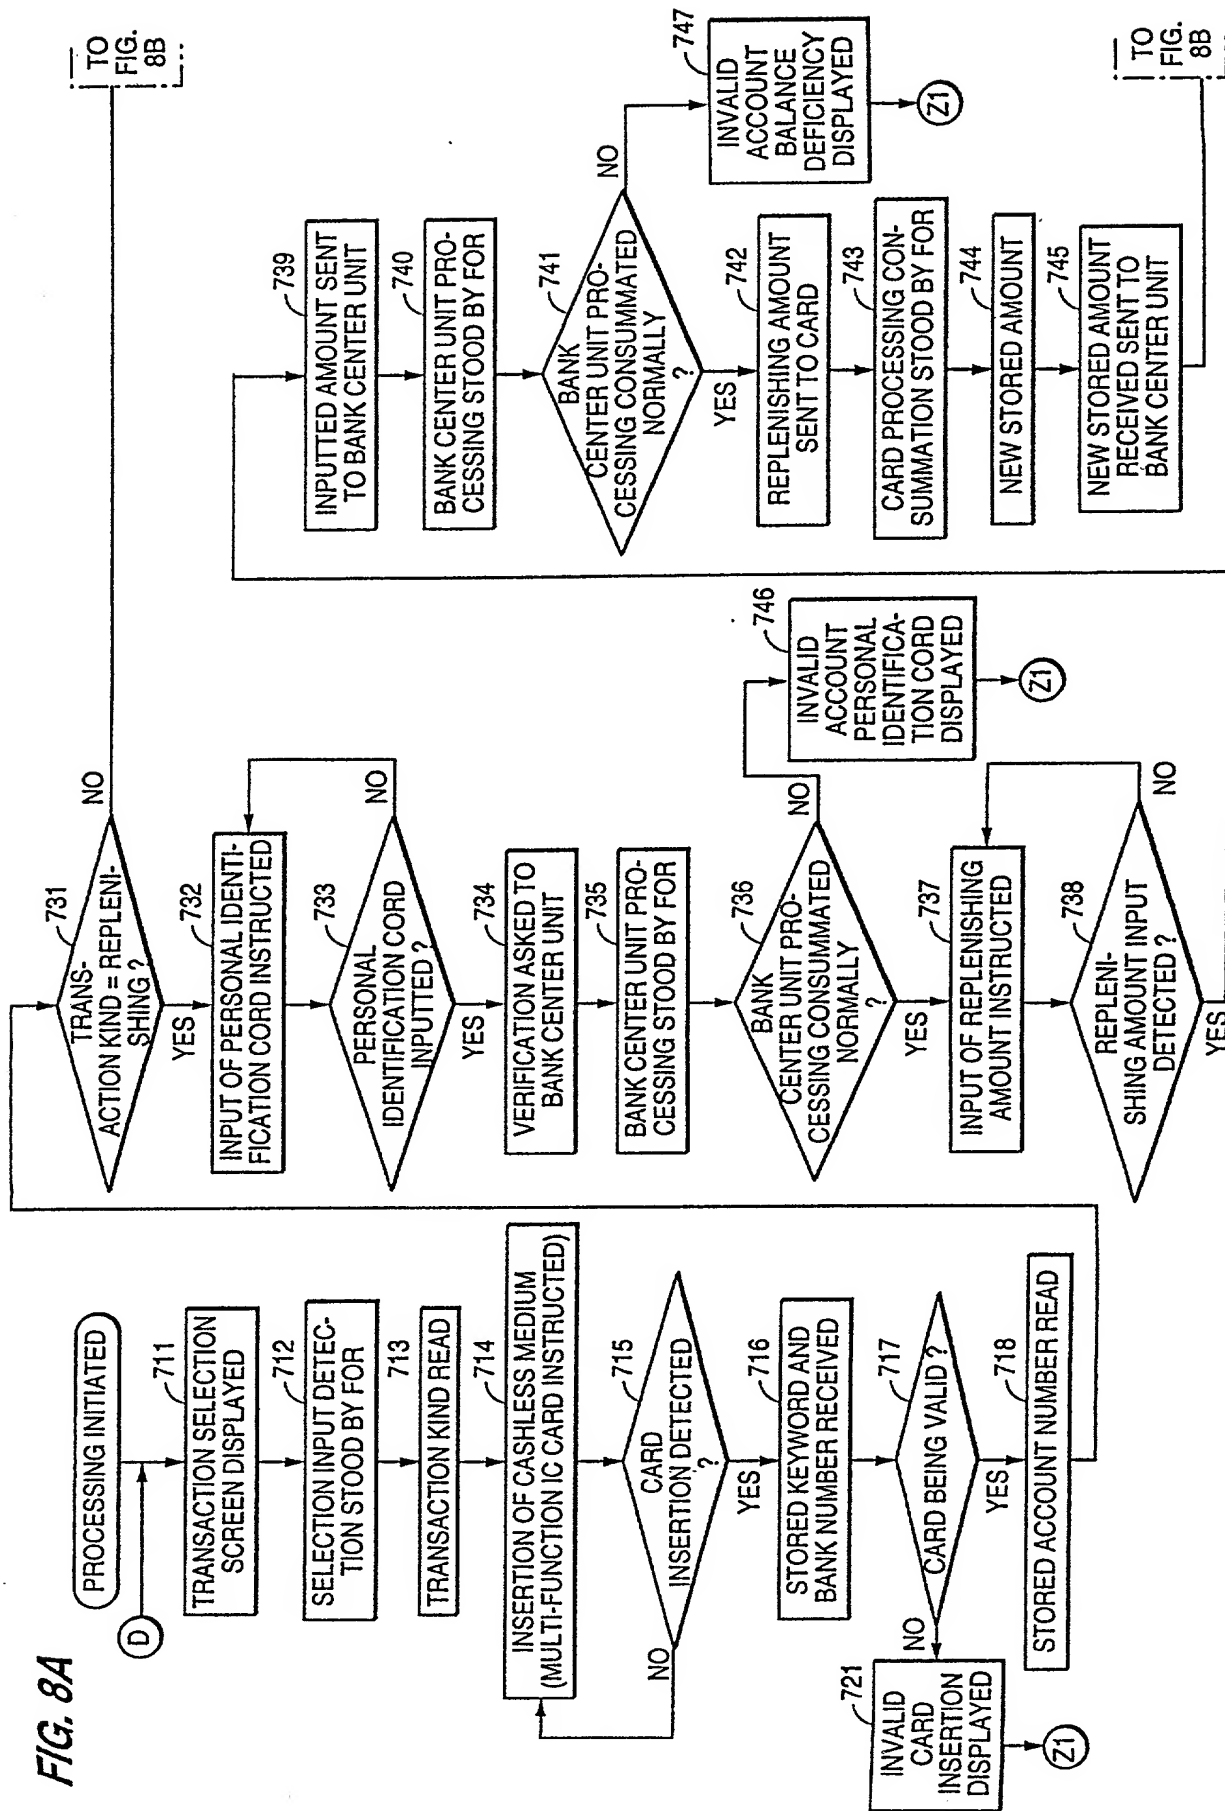 FIG. 8A
PROCESSING INITIATED
D
711
TRANSACTION SELECTION
SCREEN DISPLAYED
712
SELECTION INPUT DETEC-
TION STOOD BY FOR
713
TRANSACTION KIND READ
714
INSERTION OF CASHLESS MEDIUM
(MULTI-FUNCTION IC CARD INSTRUCTED)
715
CARD
INSERTION DETECTED
?
NO
YES
716
STORED KEYWORD AND
BANK NUMBER RECEIVED
717
CARD BEING VALID ?
NO
YES
721
INVALID
CARD
INSERTION
DISPLAYED
Z1
718
STORED ACCOUNT NUMBER READ
731
TRANS-
ACTION KIND = REPLENI-
SHING ?
NO
TO
FIG.
8B
YES
732
INPUT OF PERSONAL IDENTI-
FICATION CORD INSTRUCTED
733
PERSONAL
IDENTIFICATION CORD
INPUTTED ?
NO
YES
734
VERIFICATION ASKED TO
BANK CENTER UNIT
735
BANK CENTER UNIT PRO-
CESSING STOOD BY FOR
736
BANK
CENTER UNIT PRO-
CESSING CONSUMMATED
NORMALLY
?
NO
746
INVALID
ACCOUNT
PERSONAL
IDENTIFICA-
TION CORD
DISPLAYED
Z1
YES
737
INPUT OF REPLENISHING
AMOUNT INSTRUCTED
738
REPLENI-
SHING AMOUNT INPUT
DETECTED ?
NO
YES
739
INPUTTED AMOUNT SENT
TO BANK CENTER UNIT
740
BANK CENTER UNIT PRO-
CESSING STOOD BY FOR
741
BANK
CENTER UNIT PRO-
CESSING CONSUMMATED
NORMALLY
?
NO
747
INVALID
ACCOUNT
BALANCE
DEFICIENCY
DISPLAYED
Z1
YES
742
REPLENISHING AMOUNT
SENT TO CARD
743
CARD PROCESSING CON-
SUMMATION STOOD BY FOR
744
NEW STORED AMOUNT
745
NEW STORED AMOUNT
RECEIVED SENT TO
BANK CENTER UNIT
TO
FIG.
8B